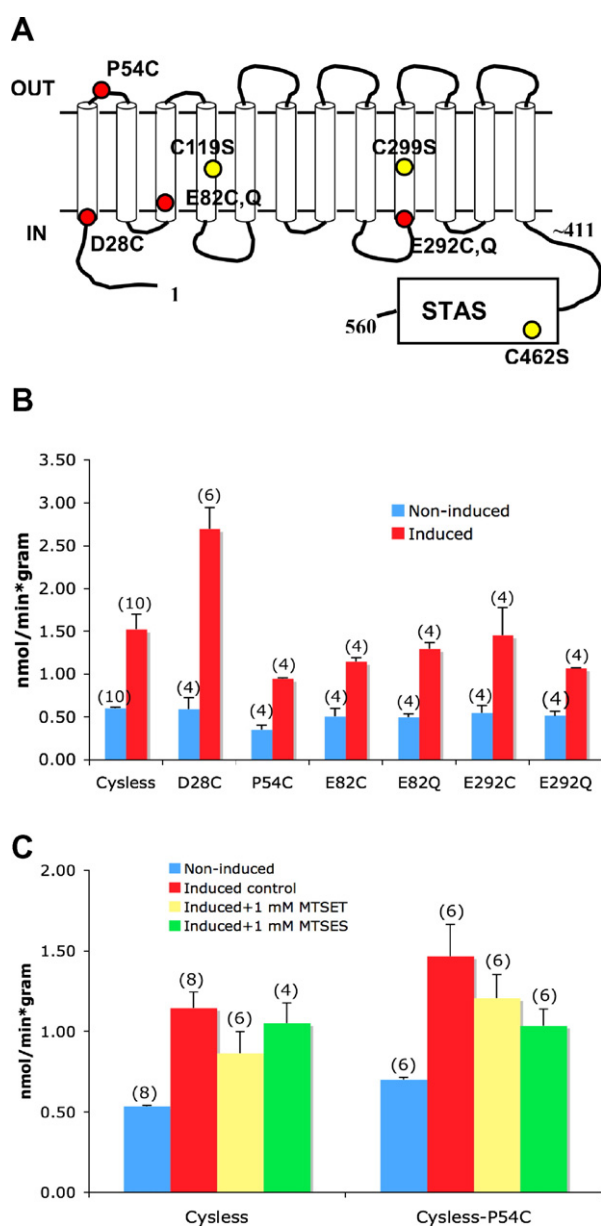 A
P54C
OUT
C119S
C299S
E82C,Q
IN
D28C
E292C,Q
~411
1
560
STAS
C462S
B
3.50
3.00
2.50
2.00
1.50
1.00
0.50
0.00
nmol/min*gram
Non-induced
Induced
(10)
(10)
(4)
(6)
(4)
(4)
(4)
(4)
(4)
(4)
(4)
(4)
(4)
(4)
Cysless D28C P54C E82C E82Q E292C E292Q
C
2.00
1.50
1.00
0.50
0.00
nmol/min*gram
Non-induced
Induced control
Induced+1 mM MTSET
Induced+1 mM MTSES
(8)
(8)
(6)
(4)
(6)
(6)
(6)
(6)
Cysless Cysless-P54C